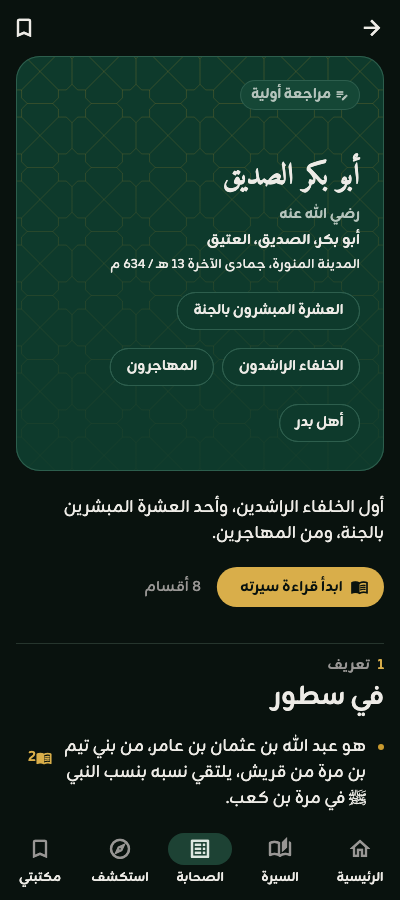 مراجعة أولية
أبو بكر الصديق
رضي الله عنه
أبو بكر، الصديق، العتيق
المدينة المنورة، جمادى الآخرة 13 هـ / 634 م
العشرة المبشرون بالجنة
الخلفاء الراشدون
المهاجرون
أهل بدر
أول الخلفاء الراشدين، وأحد العشرة المبشرين
بالجنة، ومن المهاجرين.
ابدأ قراءة سيرته
8 أقسام
1 تعريف
في سطور
هو عبد الله بن عثمان بن عامر، من بني تيم
2
بن مرة من قريش، يلتقي نسبه بنسب النبي
ﷺ في مرة بن كعب.
الرئيسية
السيرة
الصحابة
استكشف
مكتبتي